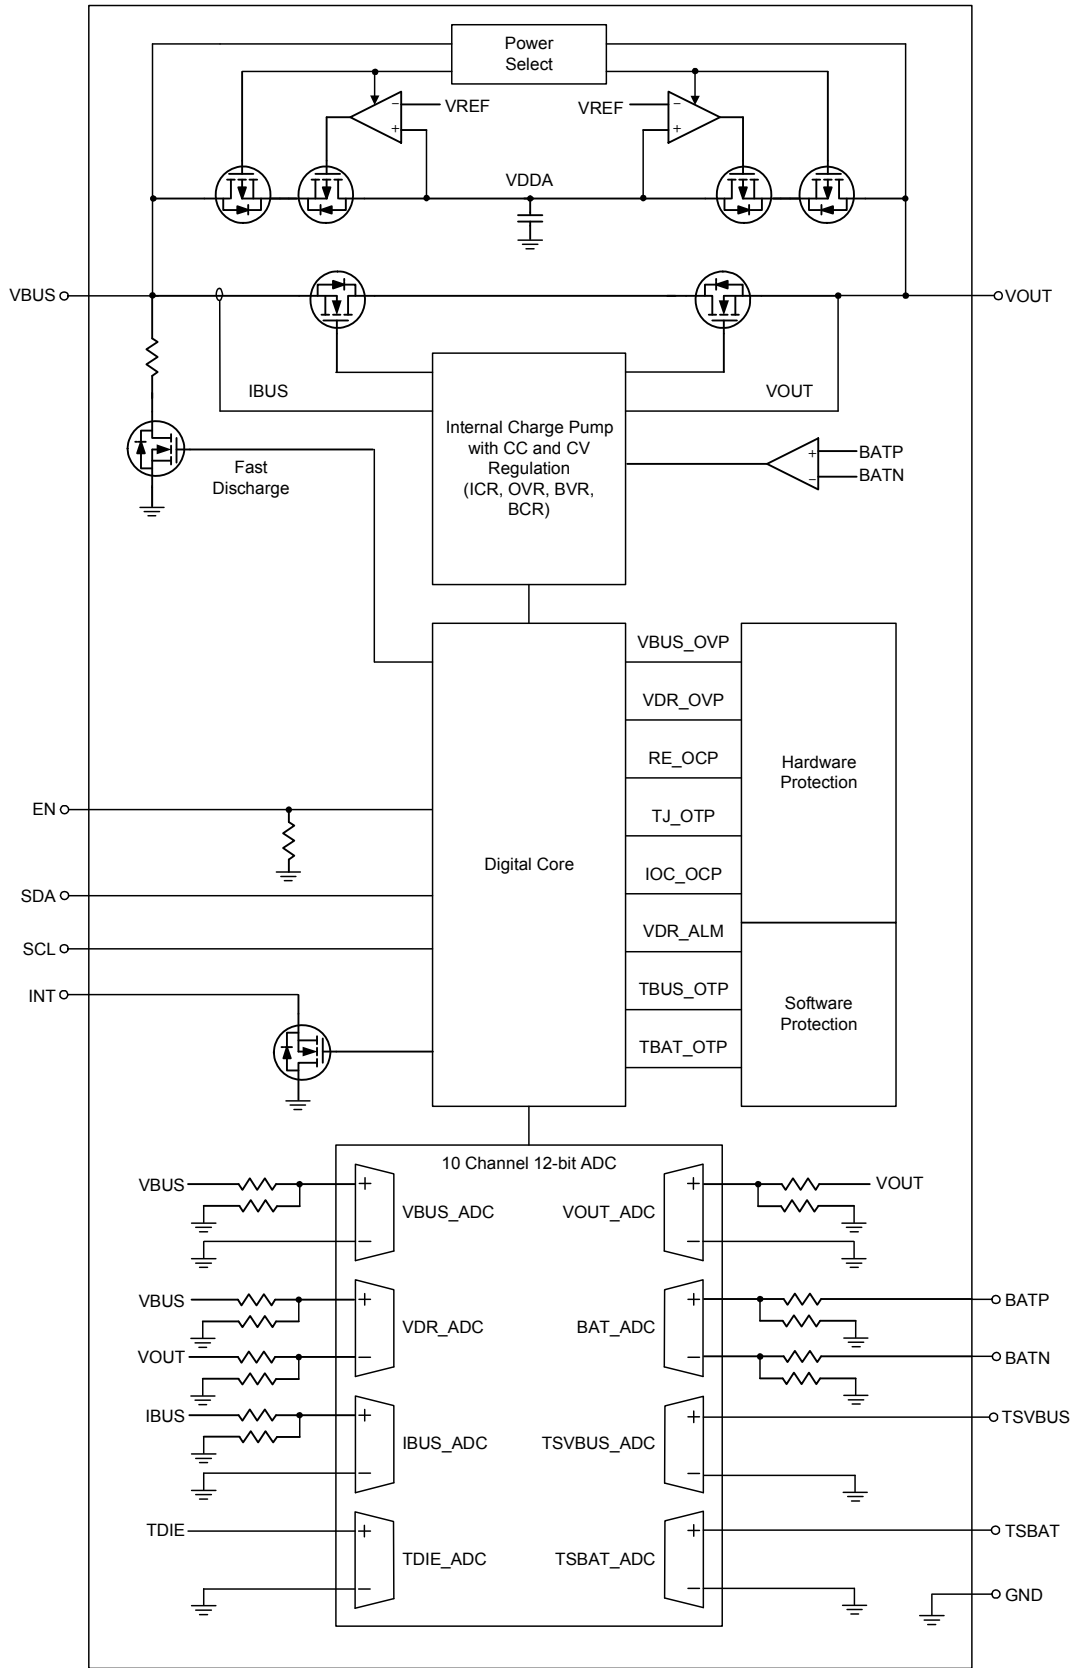 Power
Select
VREF
VREF
−
+
−
+
VDDA
VBUS
VOUT
IBUS
VOUT
Internal Charge Pump
with CC and CV
Regulation
(ICR, OVR, BVR,
BCR)
+
−
BATP
BATN
Fast
Discharge
VBUS_OVP
VDR_OVP
RE_OCP
TJ_OTP
IOC_OCP
VDR_ALM
TBUS_OTP
TBAT_OTP
Hardware
Protection
Software
Protection
Digital Core
EN
SDA
SCL
INT
10 Channel 12-bit ADC
VBUS
+
−
VBUS_ADC
VOUT_ADC
+
−
VOUT
VBUS
VOUT
+
−
VDR_ADC
BAT_ADC
+
−
BATP
BATN
IBUS
+
−
IBUS_ADC
TSVBUS_ADC
+
−
TSVBUS
TDIE
+
−
TDIE_ADC
TSBAT_ADC
+
−
TSBAT
GND